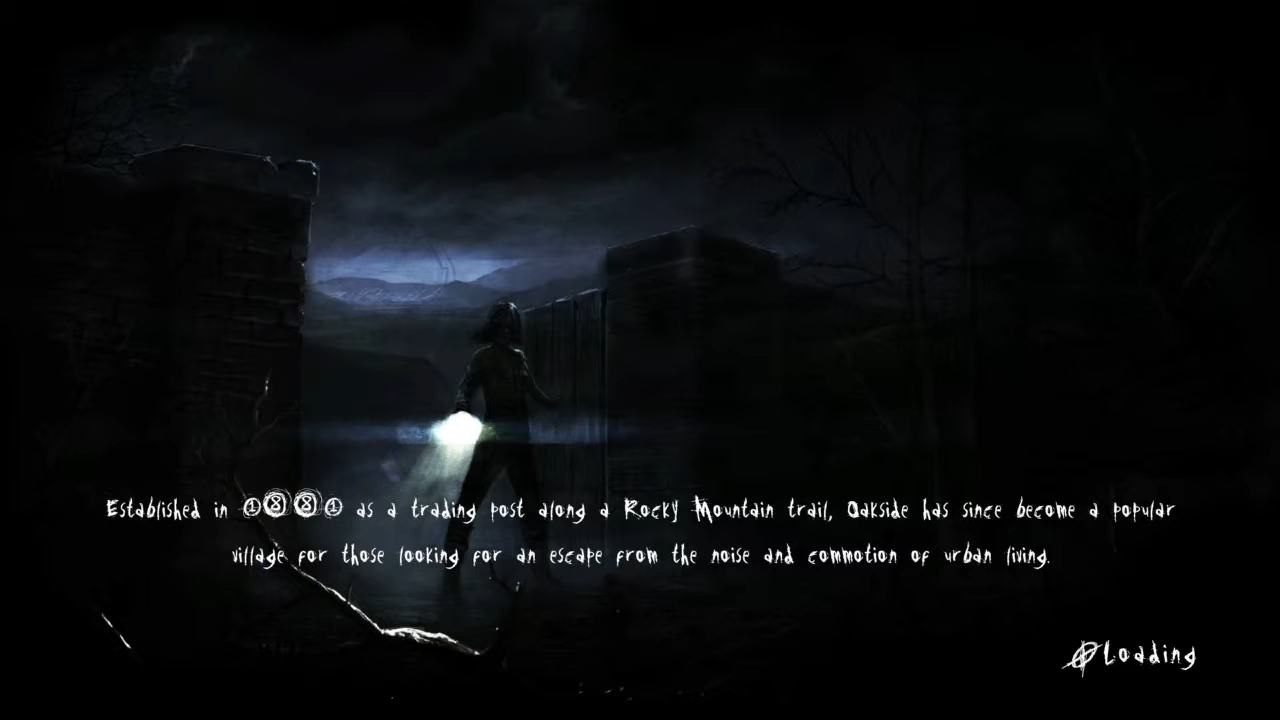 Established in 1881 as a trading post along a Rocky Mountain trail, Oakside has since become a popular
village for those looking for an escape from the noise and commotion of urban living.
Loading